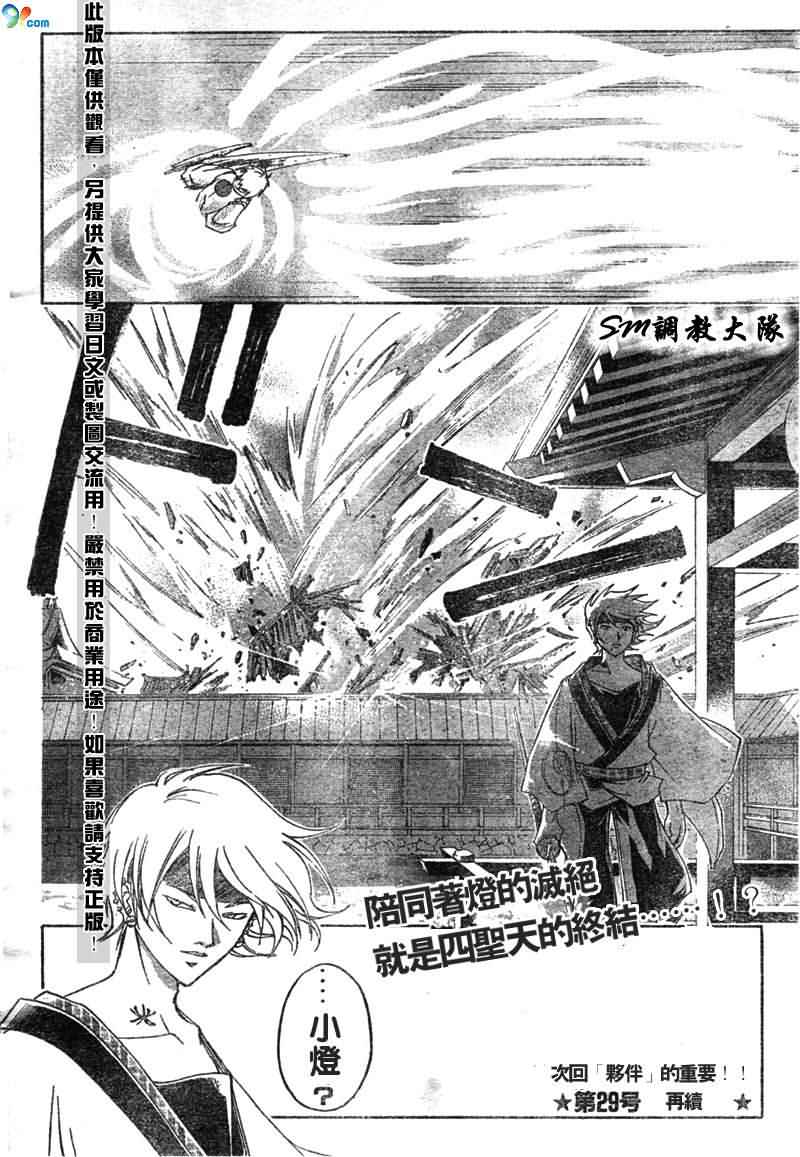 91.com
此版本僅供觀看，另提供大家學習日文或製圖交流用！嚴禁用於商業用途！如果喜歡請支持正版！
SM調教大隊
陪同著燈的滅絕
就是四聖天的終結……！？
……小燈？
光
次回「夥伴」的重要！！
★第29号 再續 ★